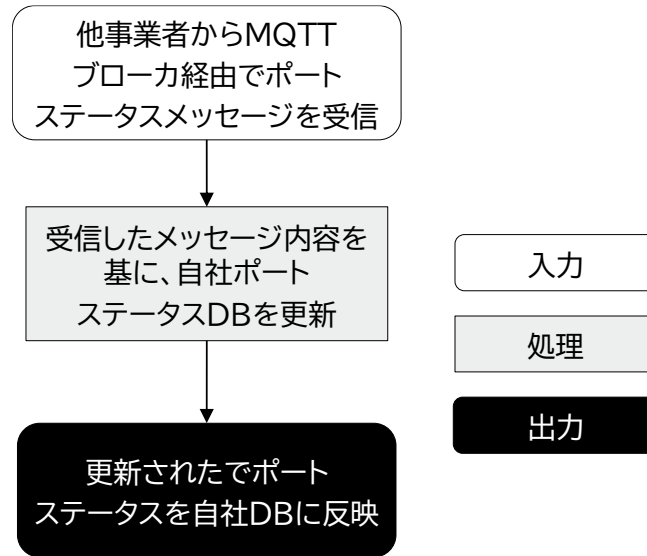 他事業者からMQTT
ブローカ経由でポート
ステータスメッセージを受信
受信したメッセージ内容を
基に、自社ポート
ステータスDBを更新
更新されたでポート
ステータスを自社DBに反映
入力
処理
出力